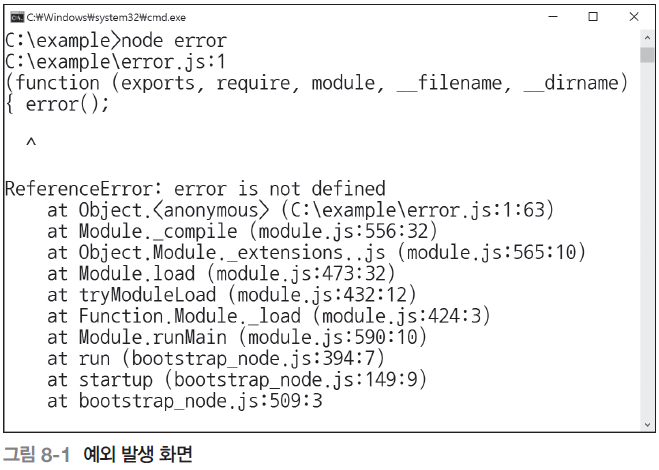 C:₩Windows₩system32₩cmd.exe
C:\example>node error
C:\example\error.js:1
(function (exports, require, module, __filename, __dirname)
{ error();
^
ReferenceError: error is not defined
at Object.<anonymous> (C:\example\error.js:1:63)
at Module._compile (module.js:556:32)
at Object.Module._extensions..js (module.js:565:10)
at Module.load (module.js:473:32)
at tryModuleLoad (module.js:432:12)
at Function.Module._load (module.js:424:3)
at Module.runMain (module.js:590:10)
at run (bootstrap_node.js:394:7)
at startup (bootstrap_node.js:149:9)
at bootstrap_node.js:509:3
그림 8-1 예외 발생 화면